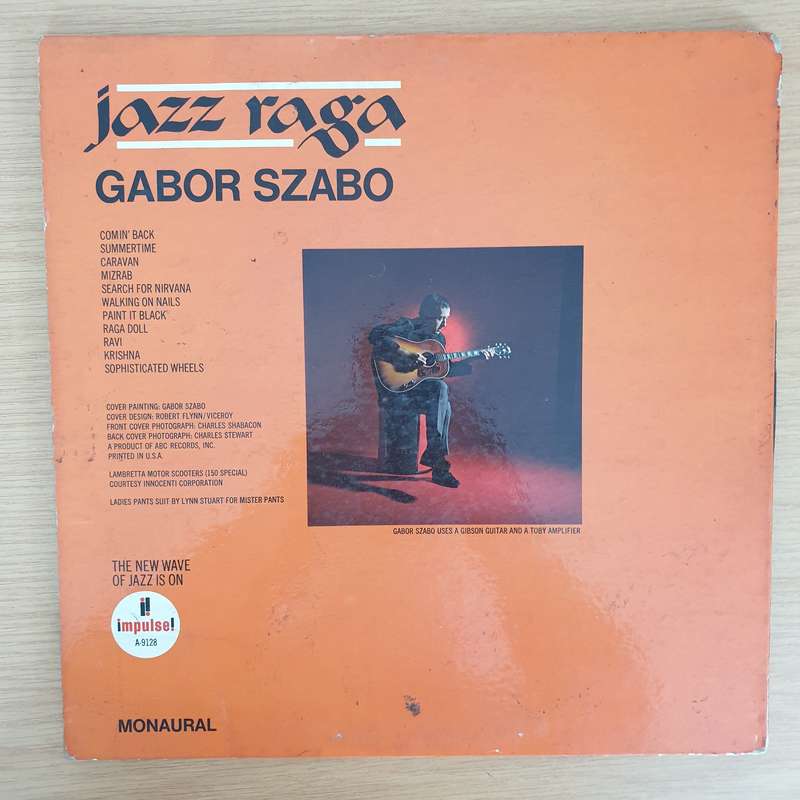 jazz raga
GABOR SZABO
COMIN' BACK
SUMMERTIME
CARAVAN
MIZRAB
SEARCH FOR NIRVANA
WALKING ON NAILS
PAINT IT BLACK
RAGA DOLL
RAVI
KRISHNA
SOPHISTICATED WHEELS
COVER PAINTING: GABOR SZABO
COVER DESIGN: ROBERT FLYNN/VICEROY
FRONT COVER PHOTOGRAPH: CHARLES SHABACON
BACK COVER PHOTOGRAPH: CHARLES STEWART
A PRODUCT OF ABC RECORDS, INC.
PRINTED IN U.S.A.
LAMBRETTA MOTOR SCOOTERS (150 SPECIAL)
COURTESY INNOCENTI CORPORATION
LADIES PANTS SUIT BY LYNN STUART FOR MISTER PANTS
GABOR SZABO USES A GIBSON GUITAR AND A TOBY AMPLIFIER
THE NEW WAVE
OF JAZZ IS ON
i!
impulse!
A-9128
MONAURAL